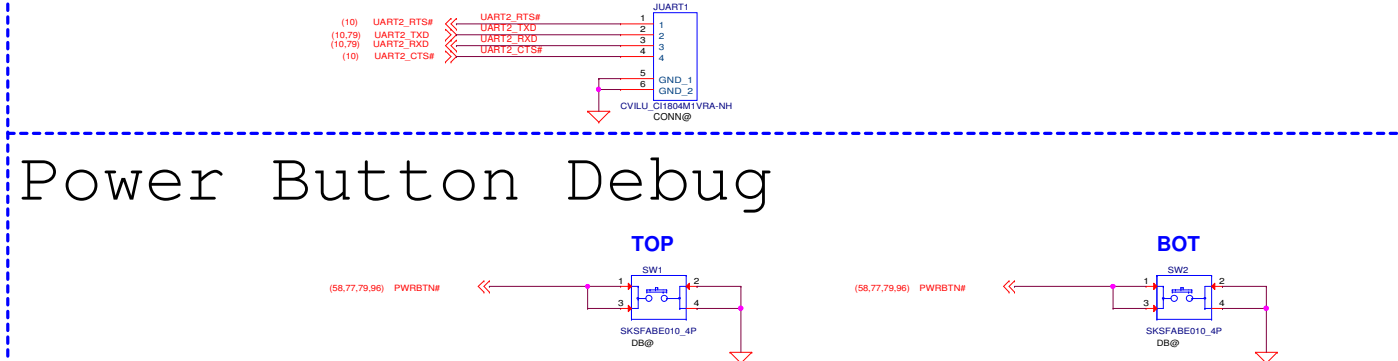 JUART1
(10) UART2_RTS# UART2_RTS# 1 1
(10,79) UART2_TXD UART2_TXD 2 2
(10,79) UART2_RXD UART2_RXD 3 3
(10) UART2_CTS# UART2_CTS# 4 4
5 GND_1
6 GND_2
CVILU_CI1804M1VRA-NH
CONN@
Power Button Debug
TOP BOT
SW1 SW2
(58,77,79,96) PWRBTN# 1 2 (58,77,79,96) PWRBTN# 1 2
3 4 3 4
SKSFABE010_4P SKSFABE010_4P
DB@ DB@